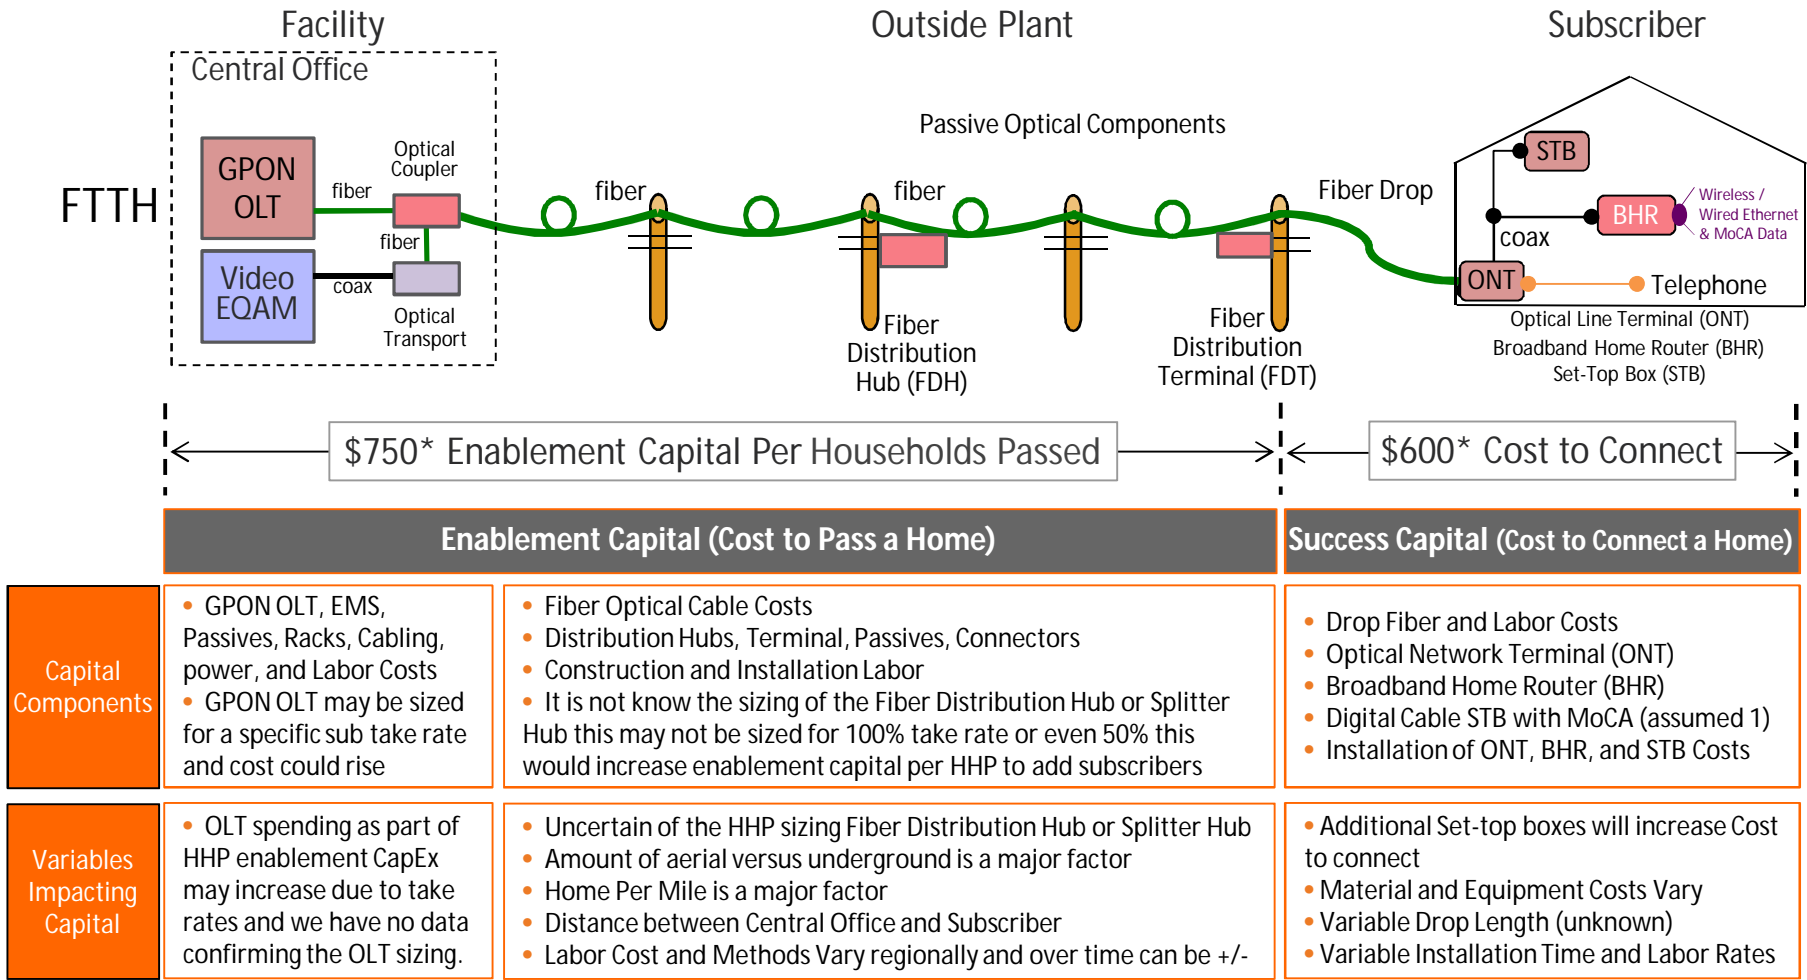 Facility
Outside Plant
Subscriber
Central Office
FTTH
GPON
OLT
fiber
Optical
Coupler
fiber
Video
EQAM
coax
Optical
Transport
fiber
fiber
Passive Optical Components
Fiber
Distribution
Hub (FDH)
Fiber
Distribution
Terminal (FDT)
Fiber Drop
STB
BHR
Wireless /
Wired Ethernet
& MoCA Data
coax
ONT
Telephone
Optical Line Terminal (ONT)
Broadband Home Router (BHR)
Set-Top Box (STB)
$750* Enablement Capital Per Households Passed
$600* Cost to Connect
Enablement Capital (Cost to Pass a Home)
Success Capital (Cost to Connect a Home)
Capital
Components
• GPON OLT, EMS,
Passives, Racks, Cabling,
power, and Labor Costs
• GPON OLT may be sized
for a specific sub take rate
and cost could rise
• Fiber Optical Cable Costs
• Distribution Hubs, Terminal, Passives, Connectors
• Construction and Installation Labor
• It is not know the sizing of the Fiber Distribution Hub or Splitter
Hub this may not be sized for 100% take rate or even 50% this
would increase enablement capital per HHP to add subscribers
• Drop Fiber and Labor Costs
• Optical Network Terminal (ONT)
• Broadband Home Router (BHR)
• Digital Cable STB with MoCA (assumed 1)
• Installation of ONT, BHR, and STB Costs
Variables
Impacting
Capital
• OLT spending as part of
HHP enablement CapEx
may increase due to take
rates and we have no data
confirming the OLT sizing.
• Uncertain of the HHP sizing Fiber Distribution Hub or Splitter Hub
• Amount of aerial versus underground is a major factor
• Home Per Mile is a major factor
• Distance between Central Office and Subscriber
• Labor Cost and Methods Vary regionally and over time can be +/-
• Additional Set-top boxes will increase Cost
to connect
• Material and Equipment Costs Vary
• Variable Drop Length (unknown)
• Variable Installation Time and Labor Rates